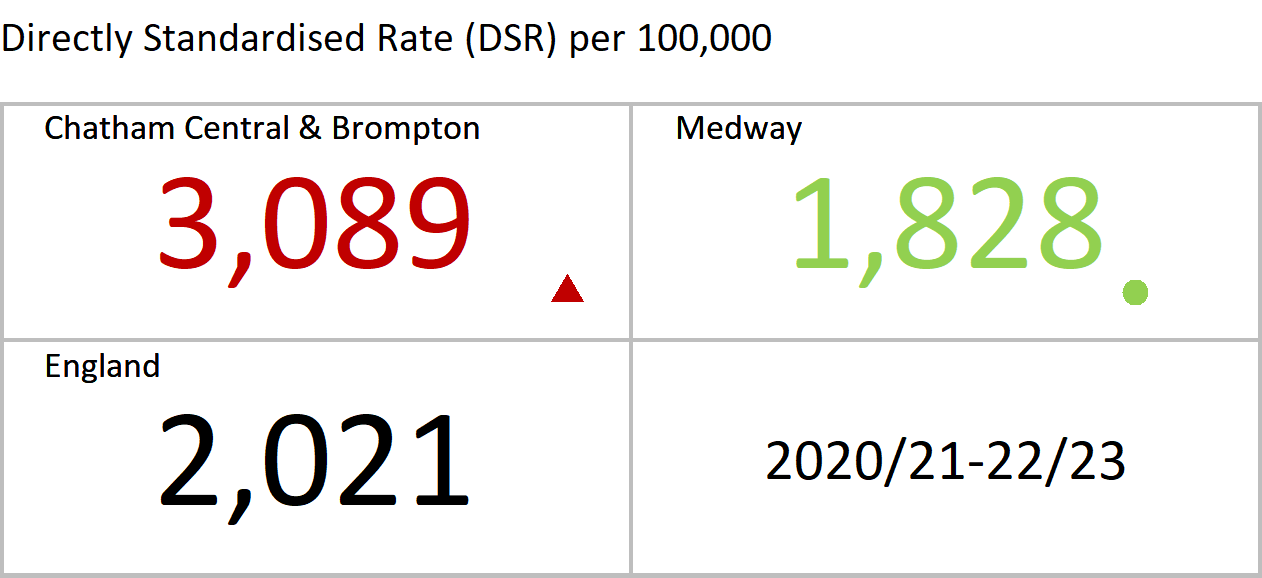 Directly Standardised Rate (DSR) per 100,000
Chatham Central & Brompton
3,089
Medway
1,828
England
2,021
2020/21-22/23